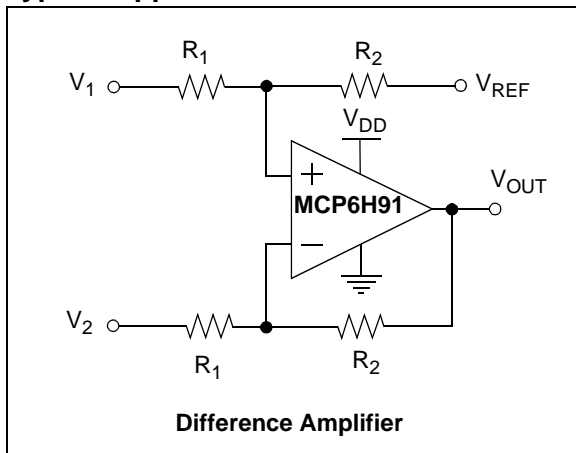 R1
R2
V1
VREF
VDD
+
MCP6H91
VOUT
−
V2
R1
R2
Difference Amplifier